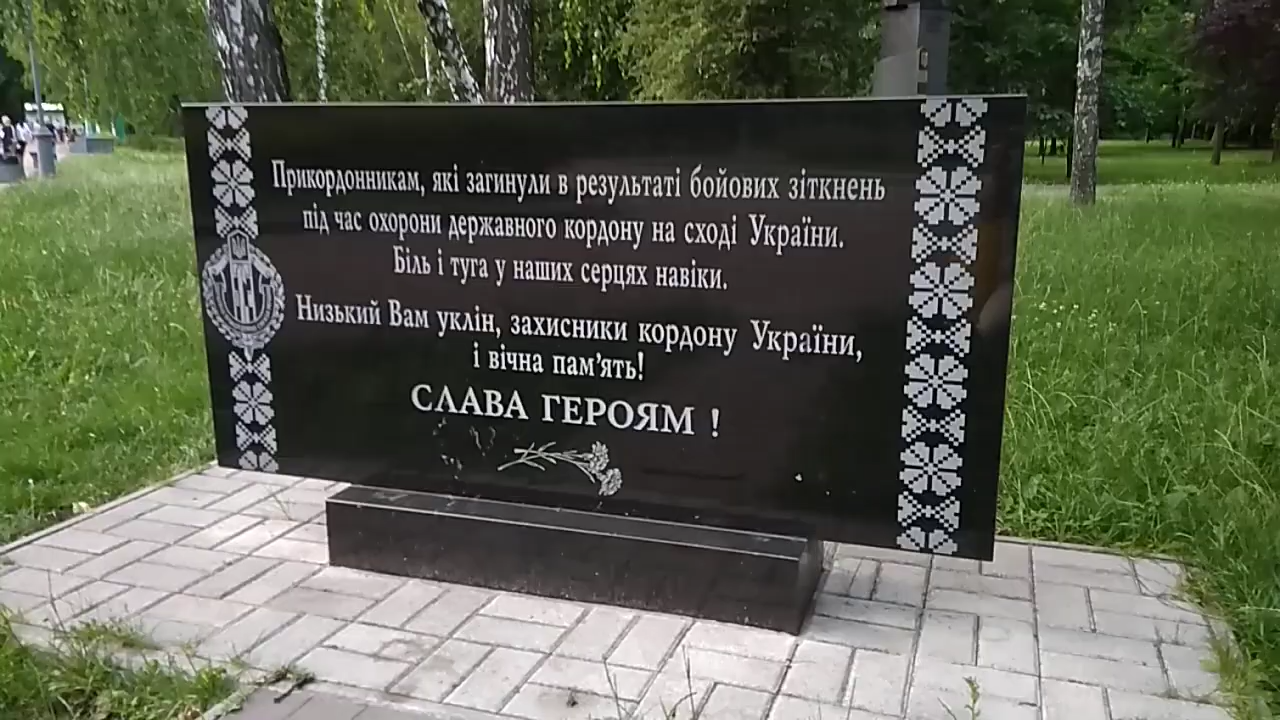 Прикордонникам, які загинули в результаті бойових зіткнень
під час охорони державного кордону на сході України.
Біль і туга у наших серцях навіки.
Низький Вам уклін, захисники кордону України,
і вічна пам'ять!
СЛАВА ГЕРОЯМ !